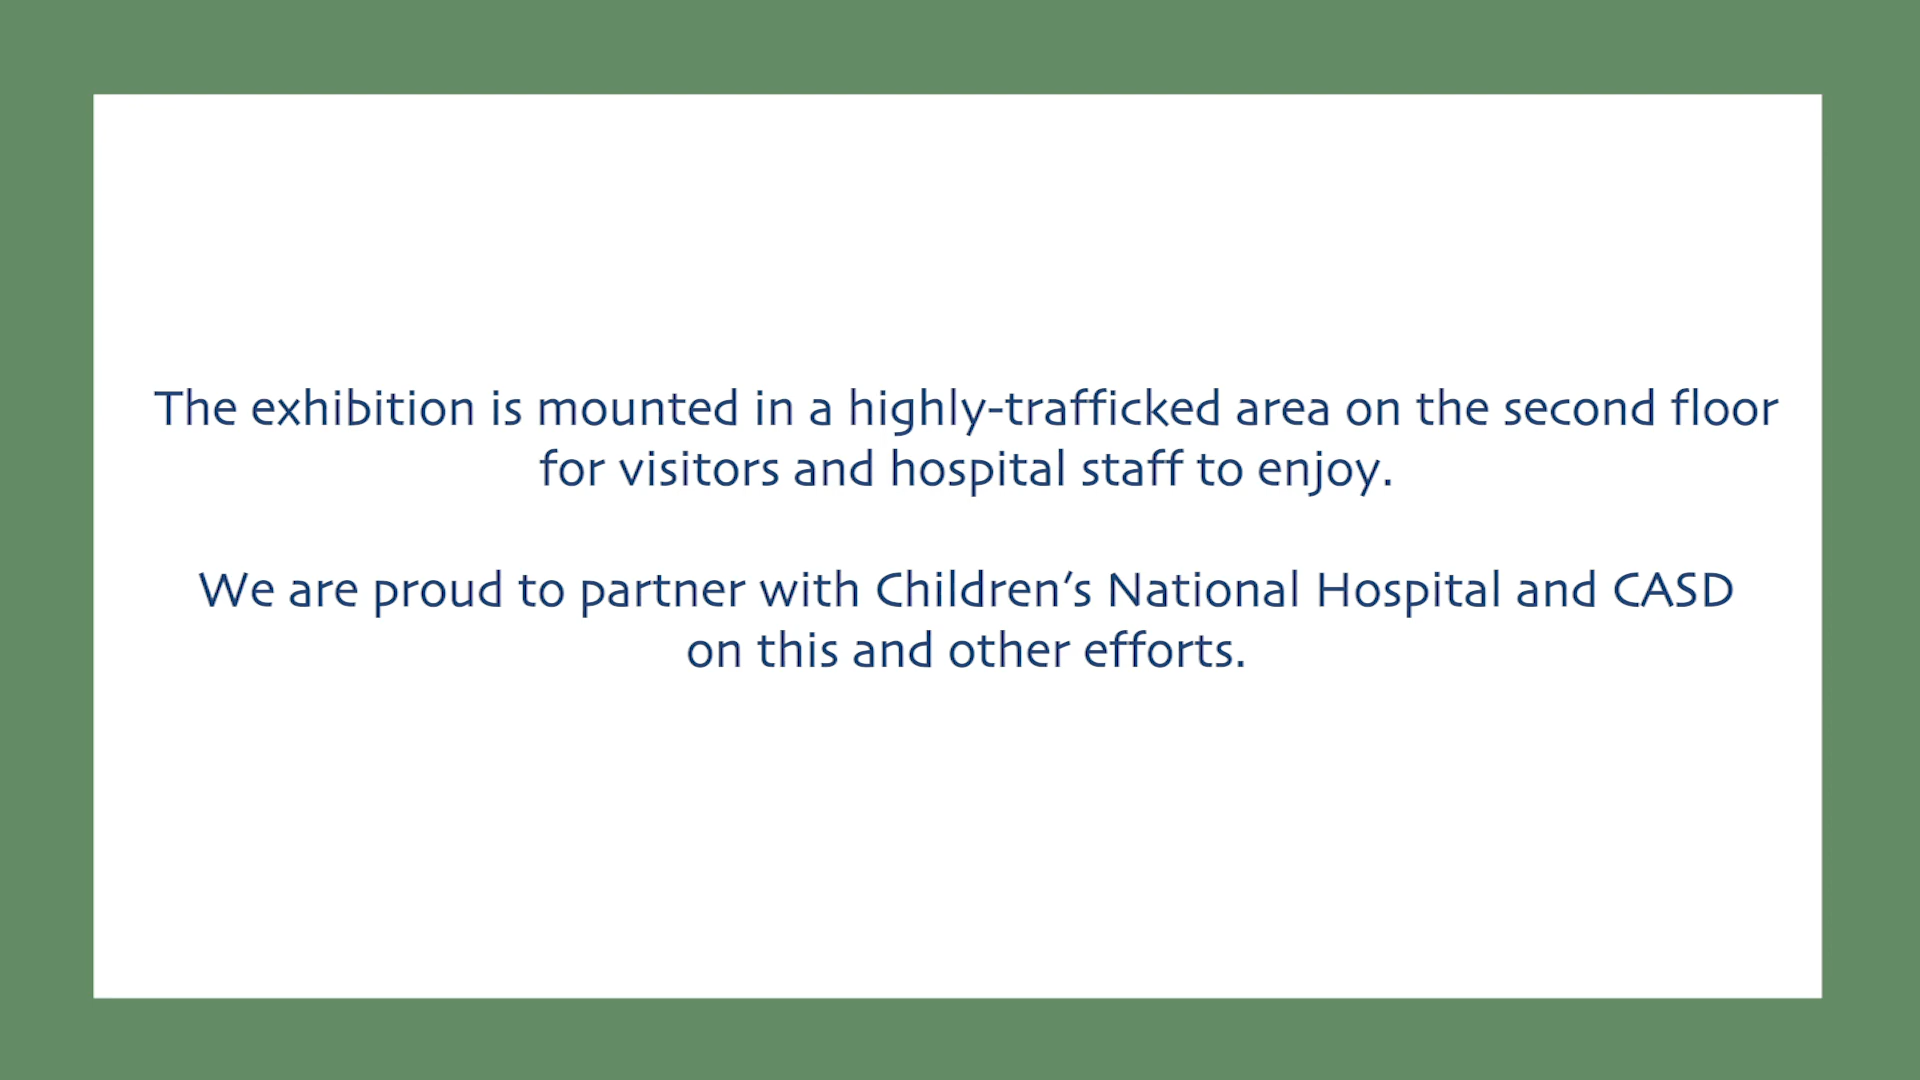 The exhibition is mounted in a highly-trafficked area on the second floor
for visitors and hospital staff to enjoy.
We are proud to partner with Children’s National Hospital and CASD
on this and other efforts.